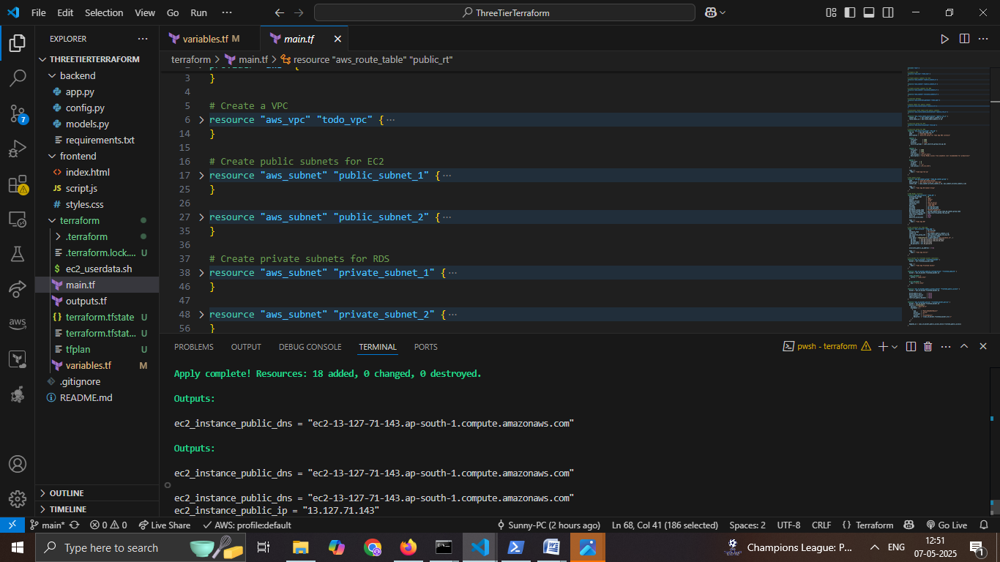 File Edit Selection View Go Run ··· ThreeTierTerraform
EXPLORER ···
THREETIERTERRAFORM
backend
app.py
config.py
models.py
requirements.txt
frontend
index.html
JS script.js
# styles.css
terraform
.terraform
.terraform.lock.... U
$ ec2_userdata.sh
main.tf
outputs.tf
{} terraform.tfstate U
terraform.tfstat... U
tfplan U
variables.tf M
.gitignore
README.md
OUTLINE
TIMELINE
7
aws
variables.tf M main.tf
terraform > main.tf > resource "aws_route_table" "public_rt"
3 }
4
5 # Create a VPC
6 resource "aws_vpc" "todo_vpc" { ···
14 }
15
16 # Create public subnets for EC2
17 resource "aws_subnet" "public_subnet_1" { ···
25 }
26
27 resource "aws_subnet" "public_subnet_2" { ···
35 }
36
37 # Create private subnets for RDS
38 resource "aws_subnet" "private_subnet_1" { ···
46 }
47
48 resource "aws_subnet" "private_subnet_2" { ···
56 }
PROBLEMS OUTPUT DEBUG CONSOLE TERMINAL PORTS pwsh - terraform
Apply complete! Resources: 18 added, 0 changed, 0 destroyed.
Outputs:
ec2_instance_public_dns = "ec2-13-127-71-143.ap-south-1.compute.amazonaws.com"
Outputs:
ec2_instance_public_dns = "ec2-13-127-71-143.ap-south-1.compute.amazonaws.com"
ec2_instance_public_dns = "ec2-13-127-71-143.ap-south-1.compute.amazonaws.com"
ec2_instance_public_ip = "13.127.71.143"
main* 0 0 Live Share AWS: profile:default Sunny-PC (2 hours ago) Ln 68, Col 41 (186 selected) Spaces: 2 UTF-8 CRLF {} Terraform Go Live
Type here to search Champions League: P... ENG 12:51
07-05-2025 1